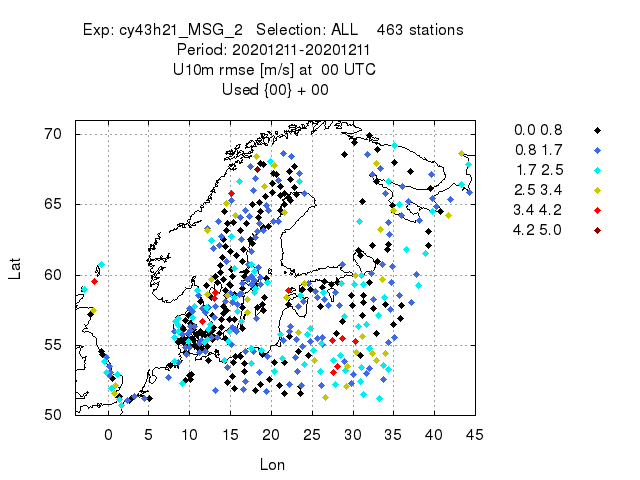 Exp: cy43h21_MSG_2 Selection: ALL 463 stations
Period: 20201211-20201211
U10m rmse [m/s] at 00 UTC
Used {00} + 00
70
65
60
55
50
Lat
0 5 10 15 20 25 30 35 40 45
Lon
0.0 0.8
0.8 1.7
1.7 2.5
2.5 3.4
3.4 4.2
4.2 5.0